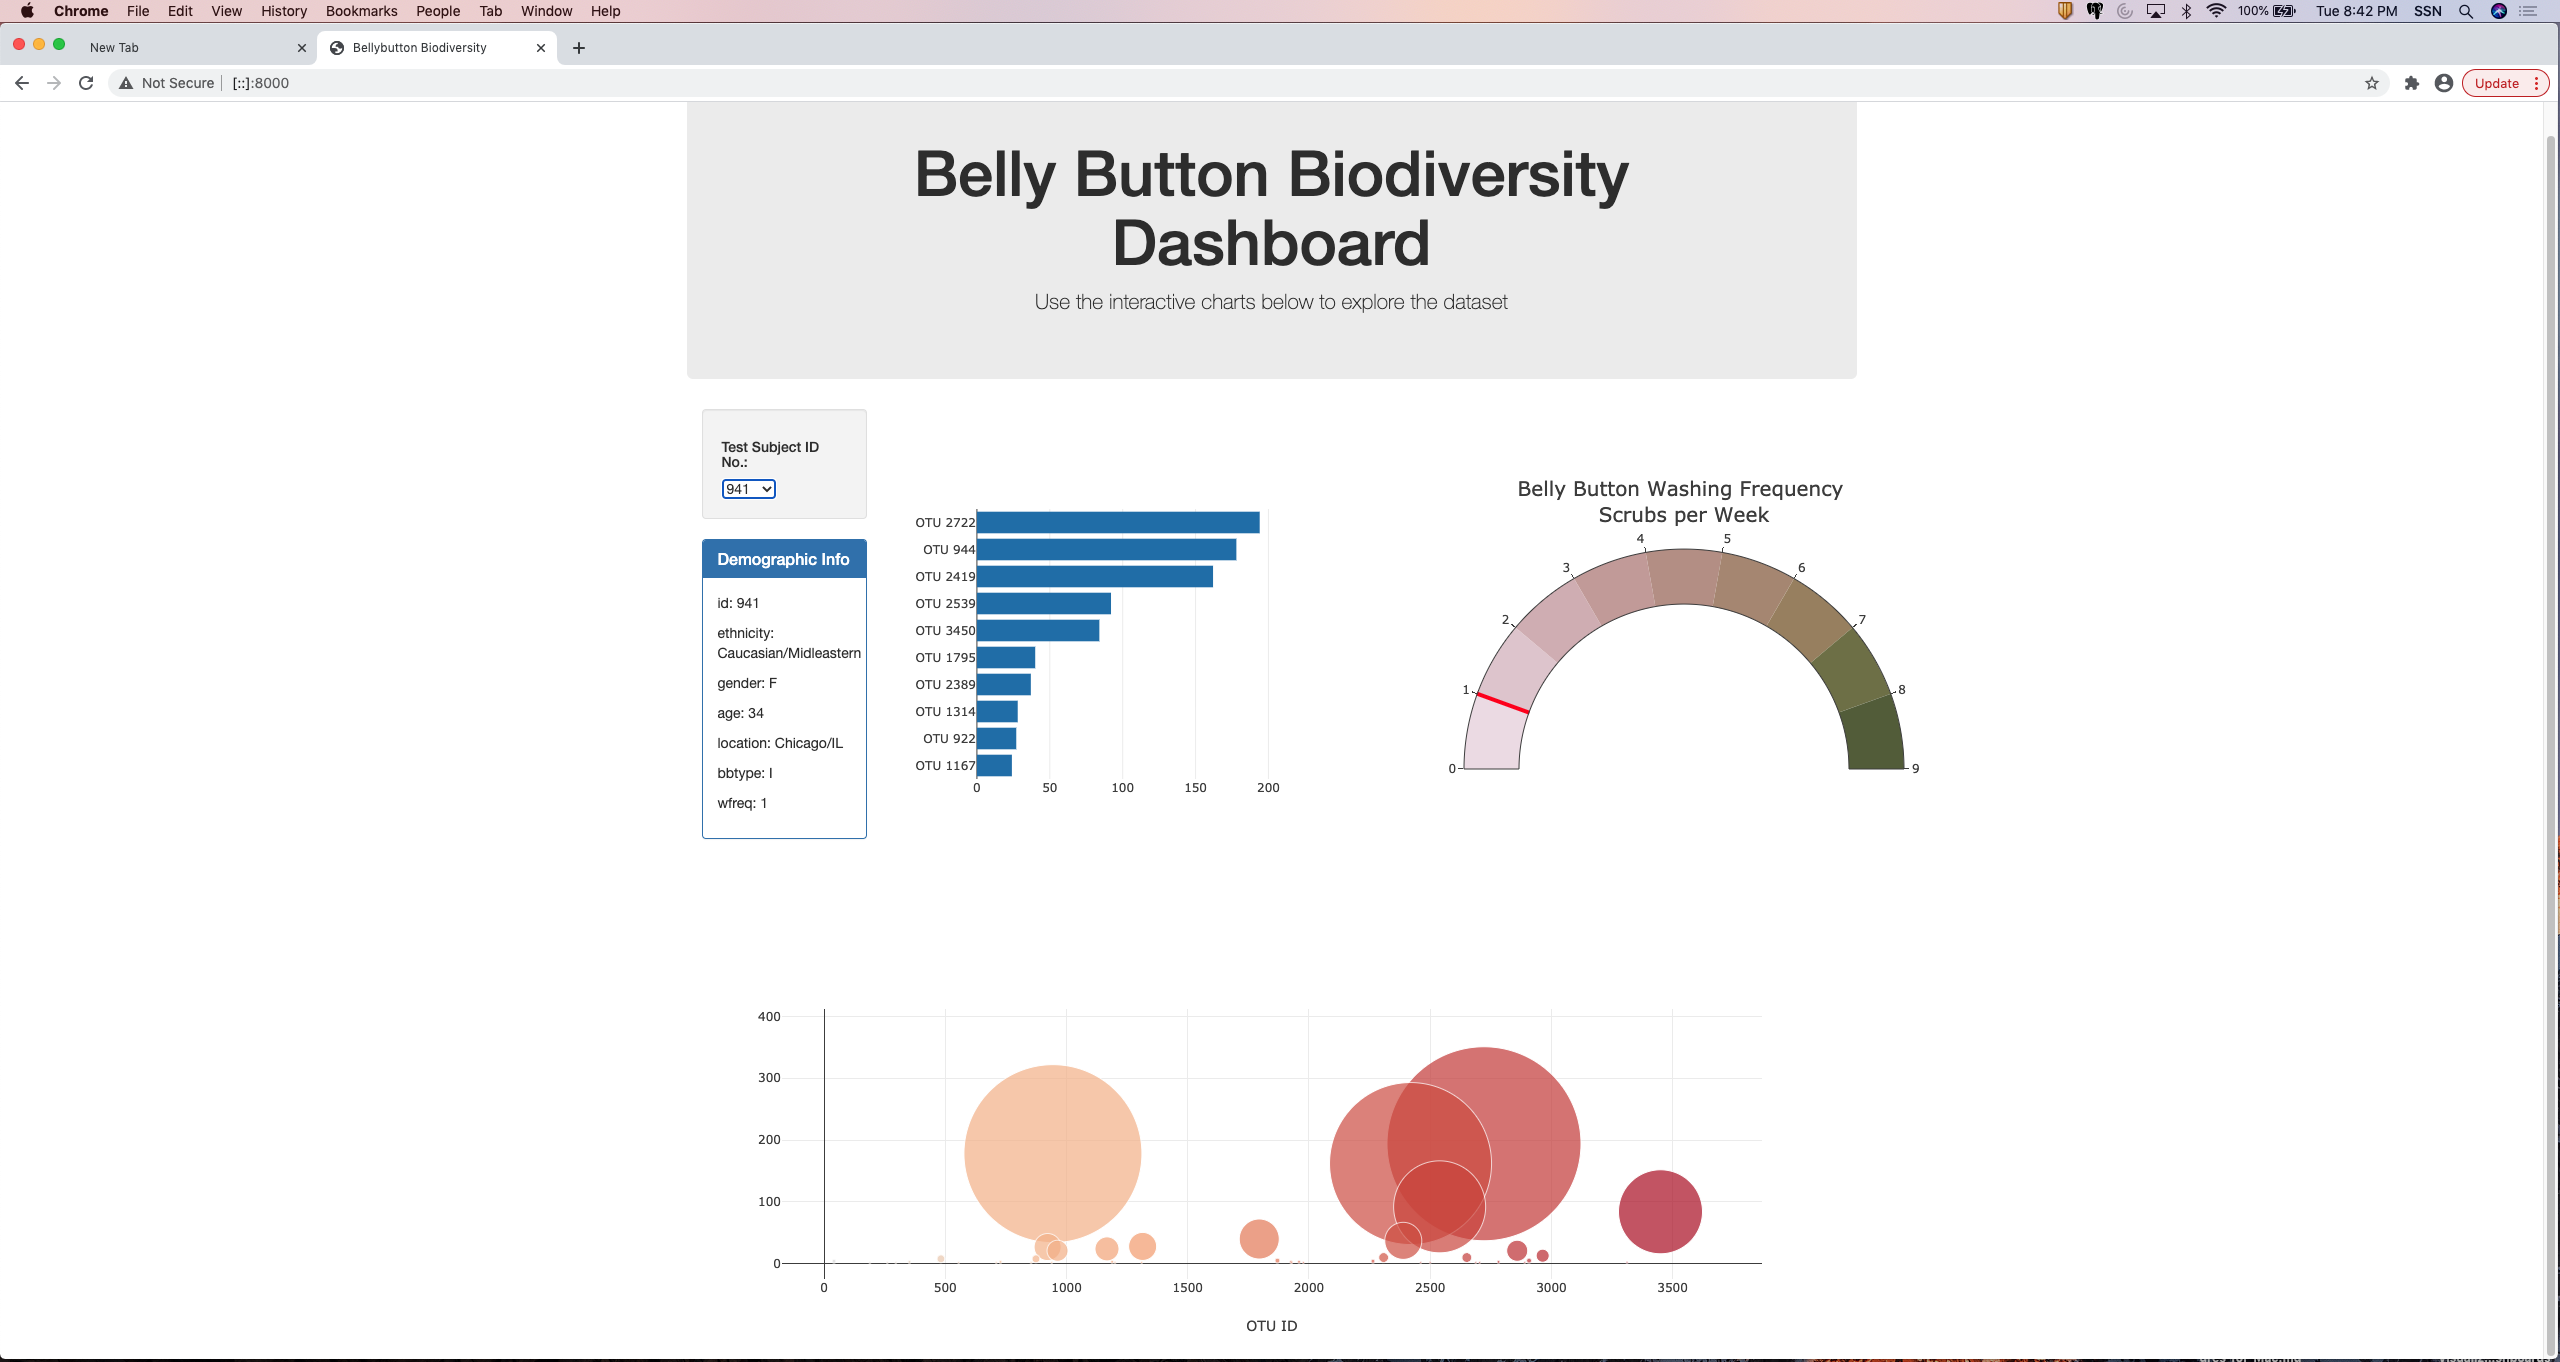 Chrome File Edit View History Bookmarks People Tab Window Help
100% Tue 8:42 PM SSN
New Tab
Bellybutton Biodiversity
Not Secure [::]:8000
Update
Belly Button Biodiversity
Dashboard
Use the interactive charts below to explore the dataset
Test Subject ID
No.:
941
Demographic Info
id: 941
ethnicity:
Caucasian/Midleastern
gender: F
age: 34
location: Chicago/IL
bbtype: I
wfreq: 1
OTU 2722
OTU 944
OTU 2419
OTU 2539
OTU 3450
OTU 1795
OTU 2389
OTU 1314
OTU 922
OTU 1167
0 50 100 150 200
Belly Button Washing Frequency
Scrubs per Week
0
1
2
3
4
5
6
7
8
9
400
300
200
100
0
0 500 1000 1500 2000 2500 3000 3500
OTU ID